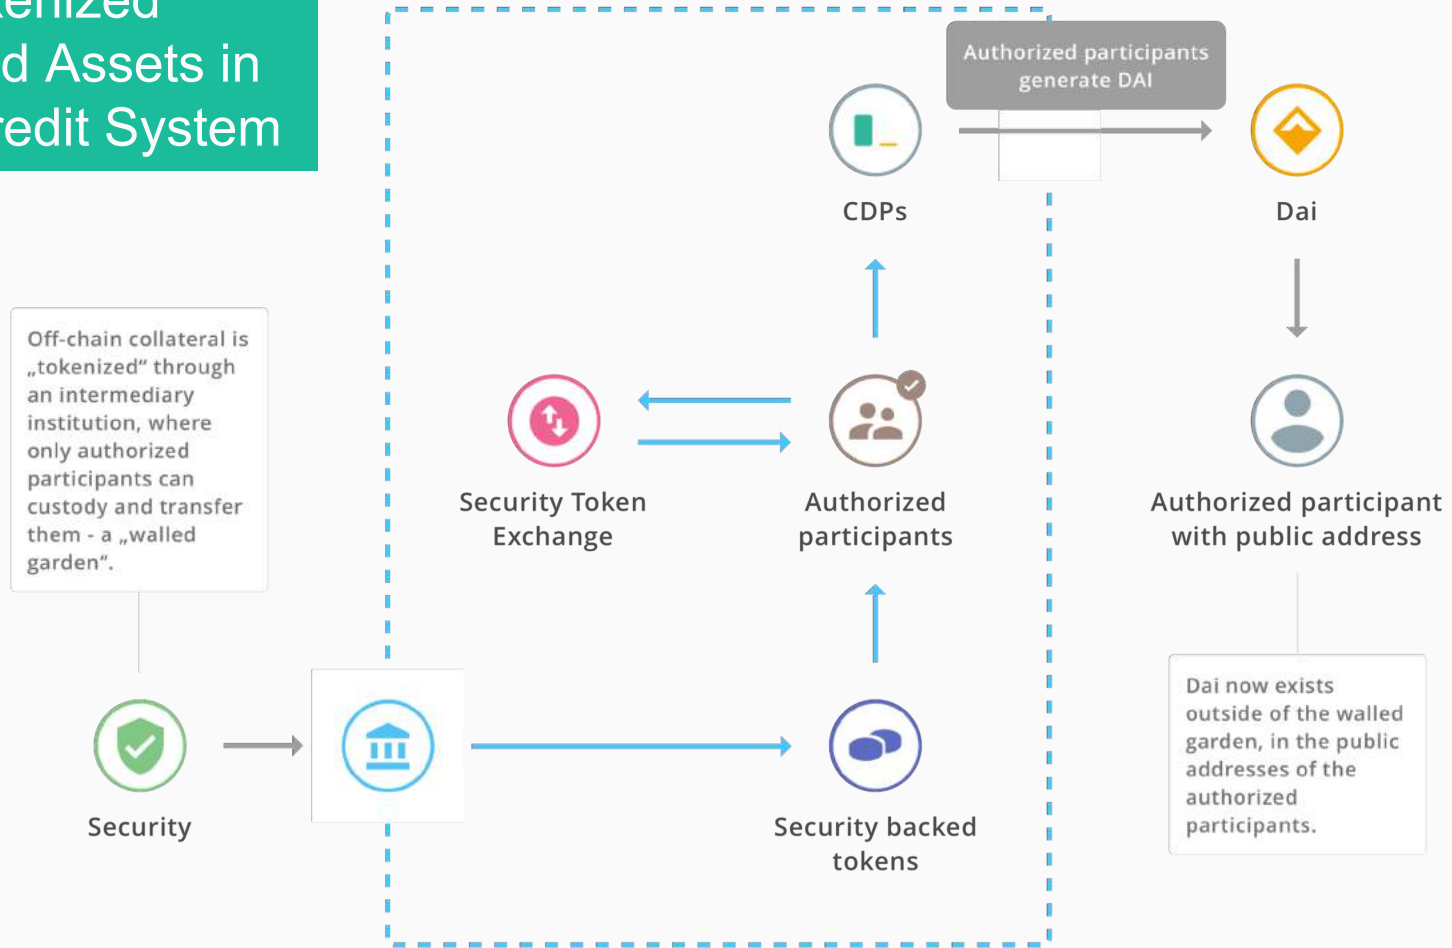 d Assets in
redit System
Authorized participants
generate DAI
CDPs
Dai
Off-chain collateral is
„tokenized“ through
an intermediary
institution, where
only authorized
participants can
custody and transfer
them - a „walled
garden“.
Security Token
Exchange
Authorized
participants
Authorized participant
with public address
Dai now exists
outside of the walled
garden, in the public
addresses of the
authorized
participants.
Security
Security backed
tokens